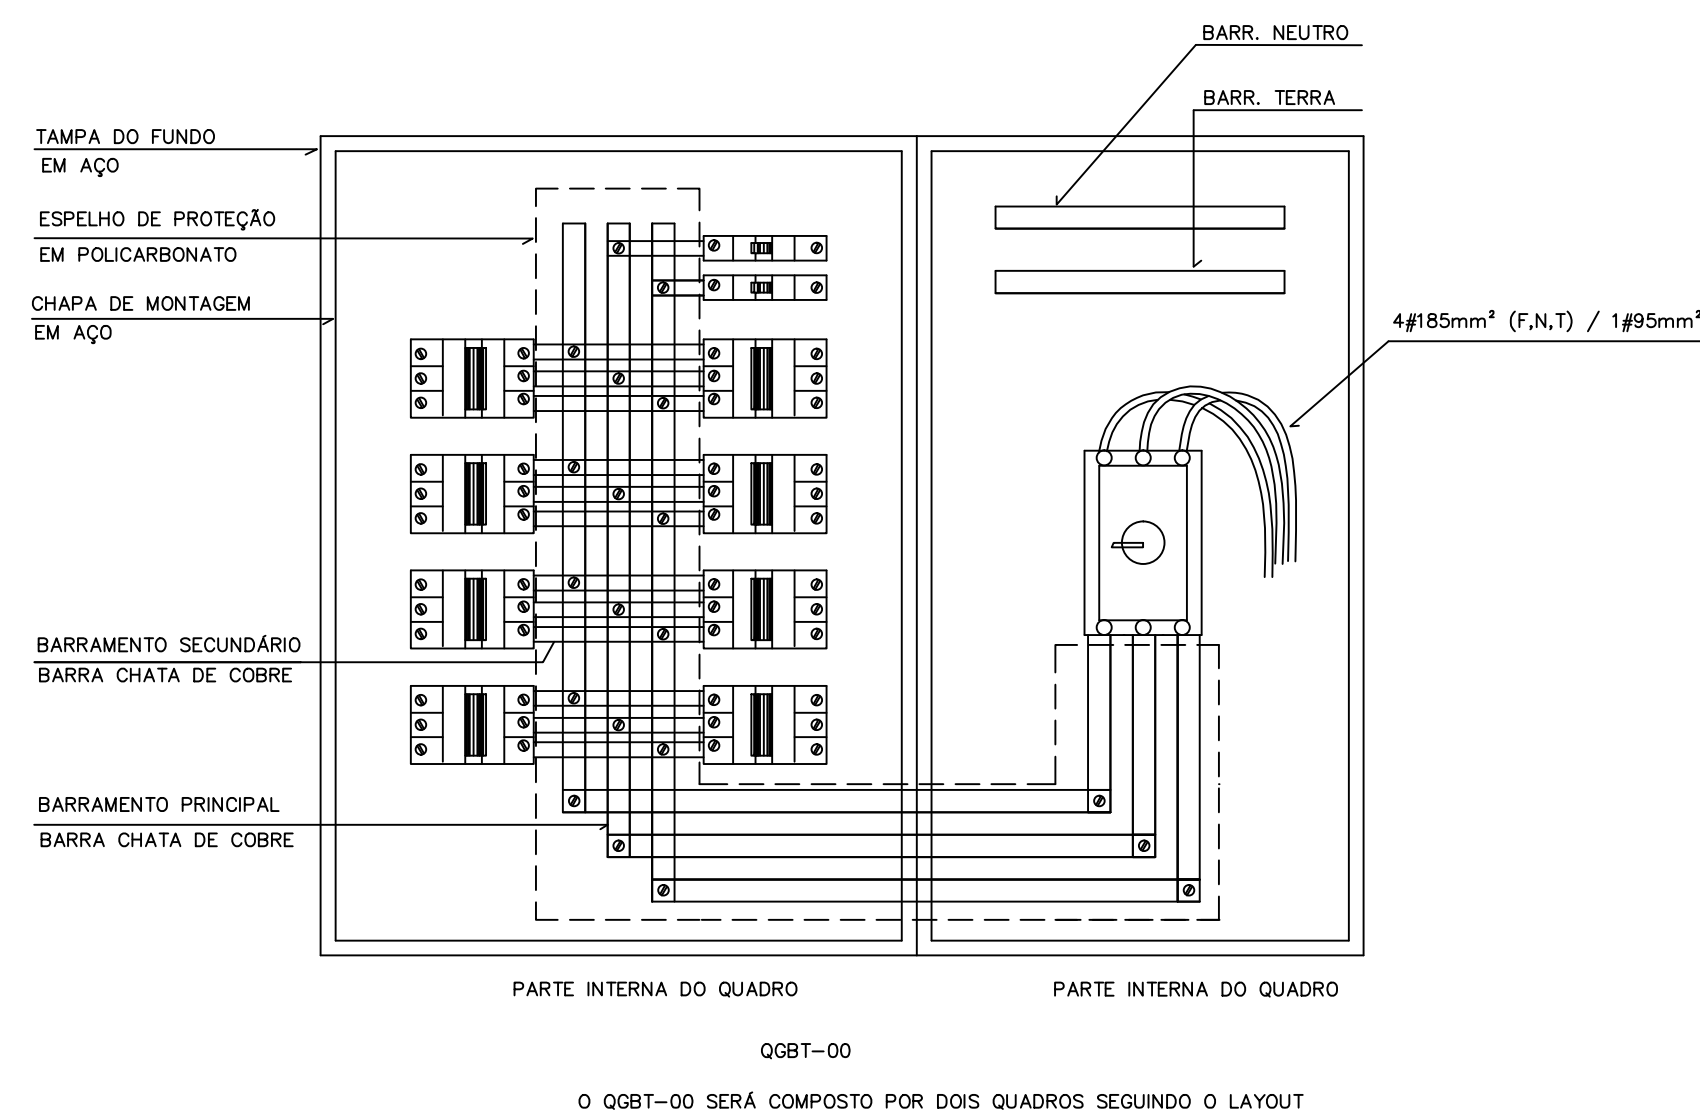 BARR. NEUTRO
BARR. TERRA
TAMPA DO FUNDO
EM AÇO
ESPELHO DE PROTEÇÃO
EM POLICARBONATO
CHAPA DE MONTAGEM
EM AÇO
4#185mm² (F,N,T) / 1#95mm²
BARRAMENTO SECUNDÁRIO
BARRA CHATA DE COBRE
BARRAMENTO PRINCIPAL
BARRA CHATA DE COBRE
PARTE INTERNA DO QUADRO
PARTE INTERNA DO QUADRO
QGBT-00
O QGBT-00 SERÁ COMPOSTO POR DOIS QUADROS SEGUINDO O LAYOUT